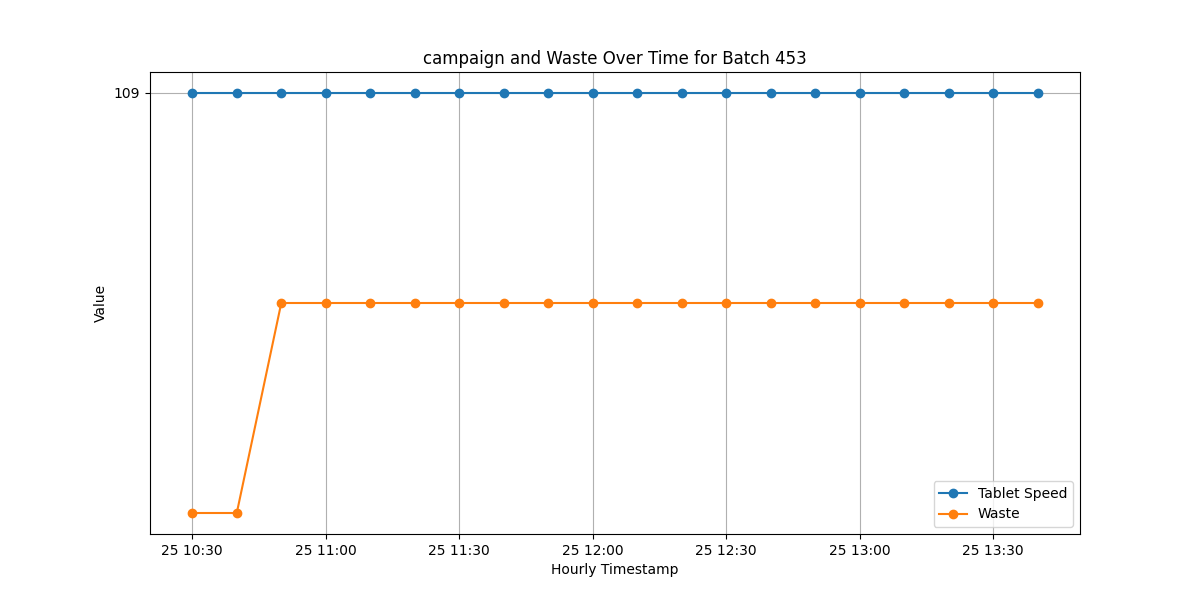 campaign and Waste Over Time for Batch 453
109
Value
Tablet Speed
Waste
25 10:30 25 11:00 25 11:30 25 12:00 25 12:30 25 13:00 25 13:30
Hourly Timestamp